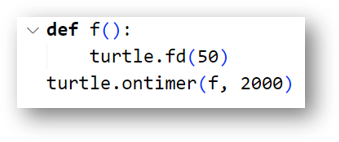 def f():
    turtle.fd(50)
turtle.ontimer(f, 2000)